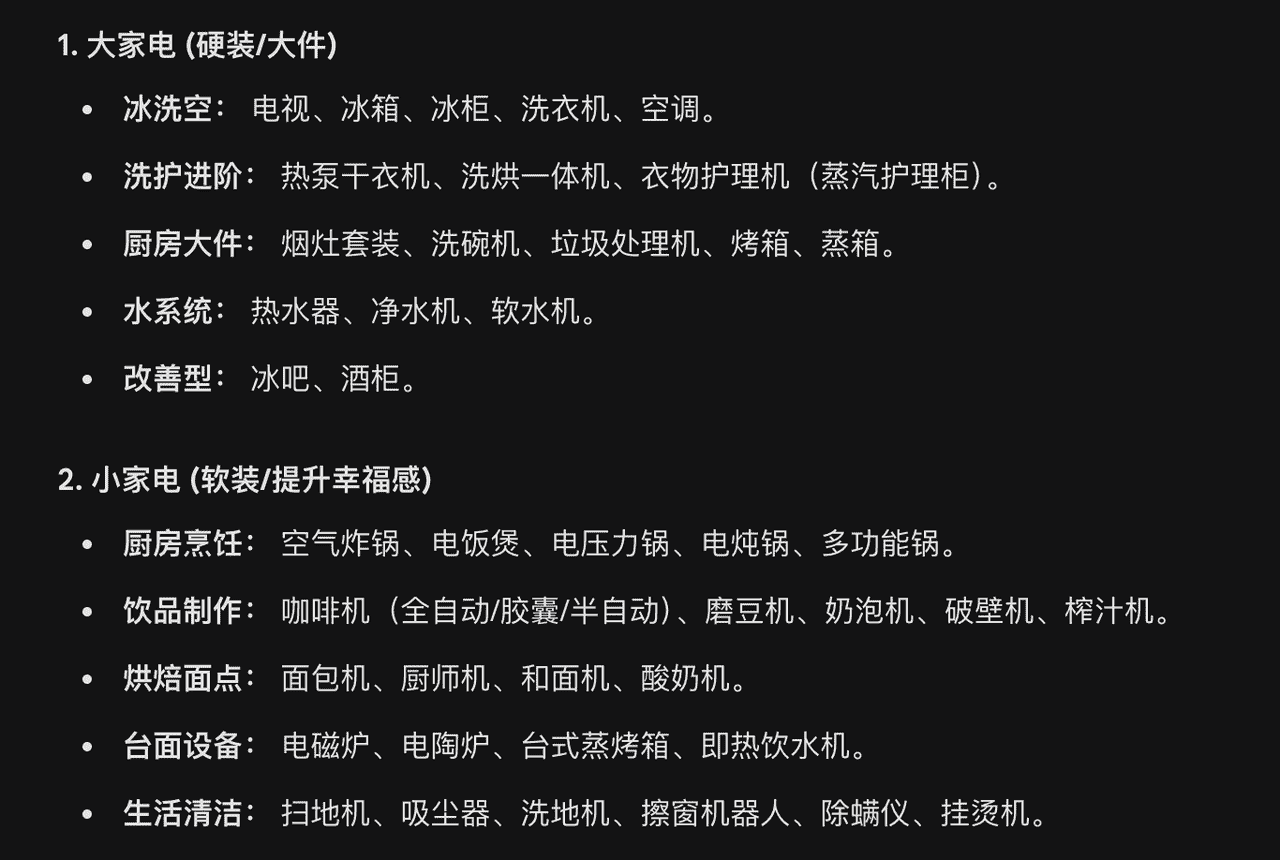 1. 大家电 (硬装/大件)
• 冰洗空： 电视、冰箱、冰柜、洗衣机、空调。
• 洗护进阶： 热泵干衣机、洗烘一体机、衣物护理机（蒸汽护理柜）。
• 厨房大件： 烟灶套装、洗碗机、垃圾处理机、烤箱、蒸箱。
• 水系统： 热水器、净水机、软水机。
• 改善型： 冰吧、酒柜。
2. 小家电 (软装/提升幸福感)
• 厨房烹饪： 空气炸锅、电饭煲、电压力锅、电炖锅、多功能锅。
• 饮品制作： 咖啡机（全自动/胶囊/半自动）、磨豆机、奶泡机、破壁机、榨汁机。
• 烘焙面点： 面包机、厨师机、和面机、酸奶机。
• 台面设备： 电磁炉、电陶炉、台式蒸烤箱、即热饮水机。
• 生活清洁： 扫地机、吸尘器、洗地机、擦窗机器人、除螨仪、挂烫机。